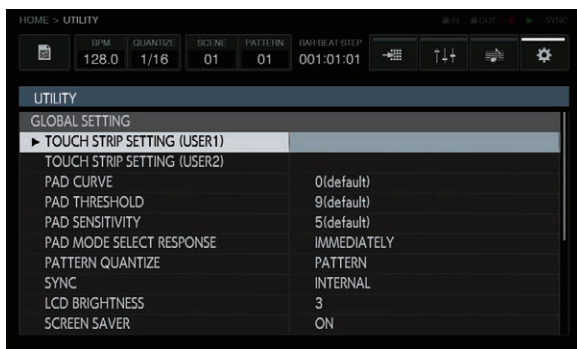 HOME > UTILITY
IN OUT SYNC
BPM QUANTIZE SCENE PATTERN BAR:BEAT:STEP
128.0 1/16 01 01 001:01:01
UTILITY
GLOBAL SETTING
► TOUCH STRIP SETTING (USER1)
TOUCH STRIP SETTING (USER2)
PAD CURVE 0(default)
PAD THRESHOLD 9(default)
PAD SENSITIVITY 5(default)
PAD MODE SELECT RESPONSE IMMEDIATELY
PATTERN QUANTIZE PATTERN
SYNC INTERNAL
LCD BRIGHTNESS 3
SCREEN SAVER ON